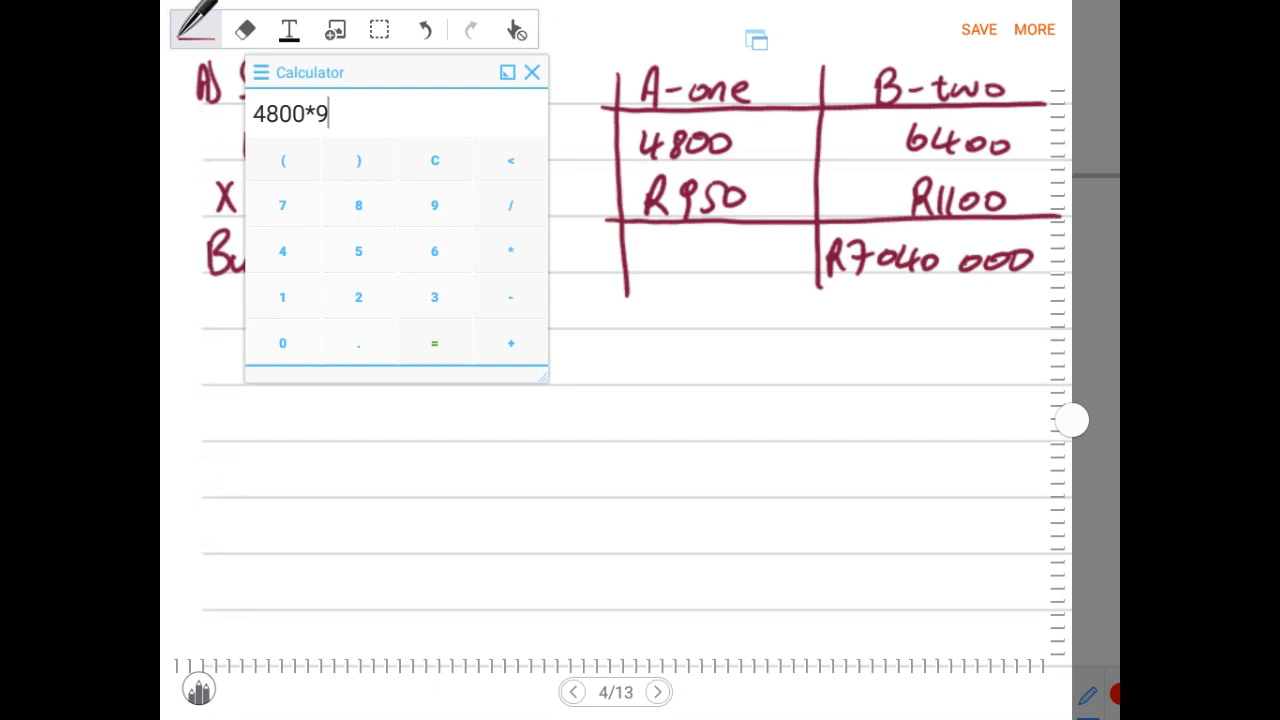 SAVE MORE
T
A)
Calculator
4800*9
( ) C <
7 8 9 /
4 5 6 *
1 2 3 -
0 . = +
X
A-one B-two
4800 6400
R950 R1100
R7040 000
4/13